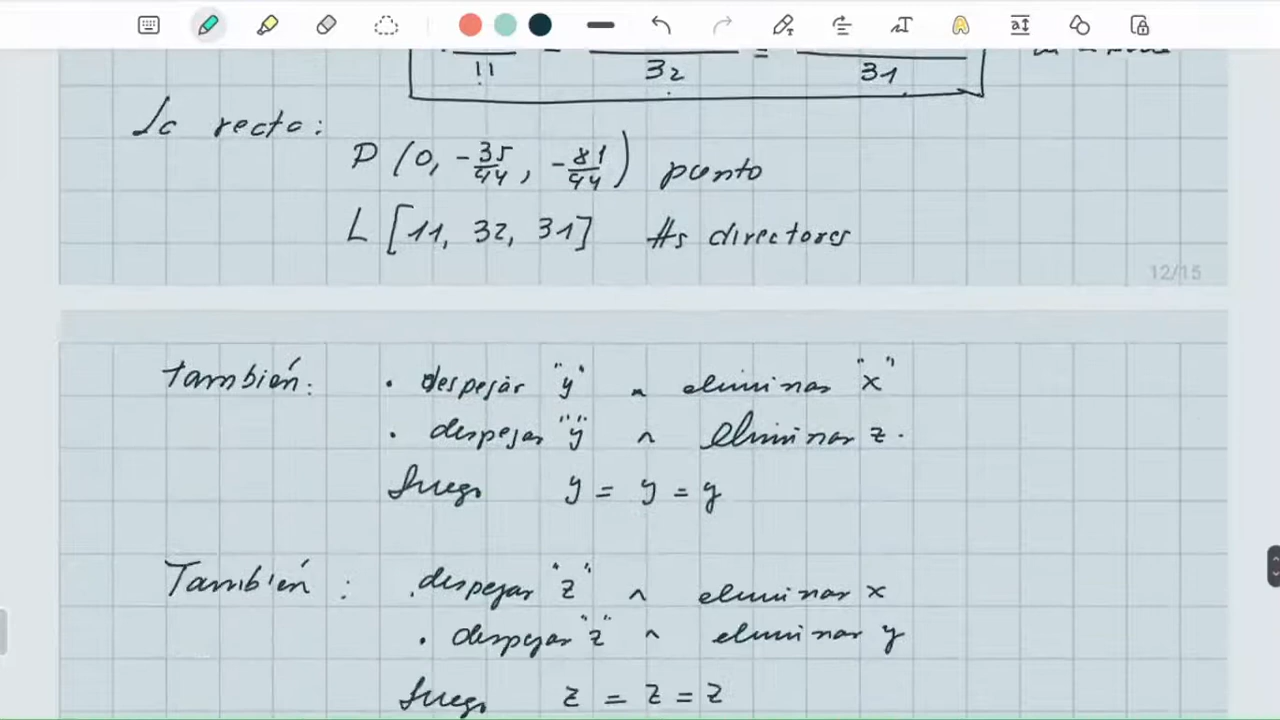 11 = 32 = 31
La recta:
P (0, -35/44, -81/44) punto
L [11, 32, 31] #s directores
12/15
También: • despejar "y" ^ eliminar "x"
• despejar "y" ^ eliminar z.
luego y = y = y
También: • despejar "z" ^ eliminar x
• despejar "z" ^ eliminar y
luego z = z = z